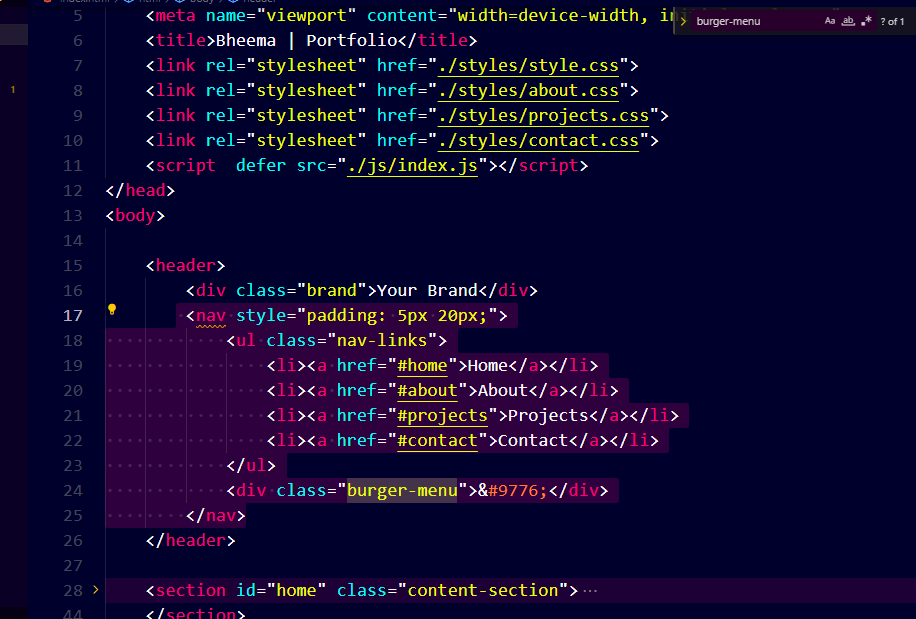 burger-menu Aa ab .* ? of 1
5 <meta name="viewport" content="width=device-width,
6 <title>Bheema | Portfolio</title>
7 <link rel="stylesheet" href="./styles/style.css">
8 <link rel="stylesheet" href="./styles/about.css">
9 <link rel="stylesheet" href="./styles/projects.css">
10 <link rel="stylesheet" href="./styles/contact.css">
11 <script  defer src="./js/index.js"></script>
12 </head>
13 <body>
14
15 <header>
16 <div class="brand">Your Brand</div>
17 <nav style="padding: 5px 20px;">
18 <ul class="nav-links">
19 <li><a href="#home">Home</a></li>
20 <li><a href="#about">About</a></li>
21 <li><a href="#projects">Projects</a></li>
22 <li><a href="#contact">Contact</a></li>
23 </ul>
24 <div class="burger-menu">&#9776;</div>
25 </nav>
26 </header>
27
28 <section id="home" class="content-section">…
44 </section>
1